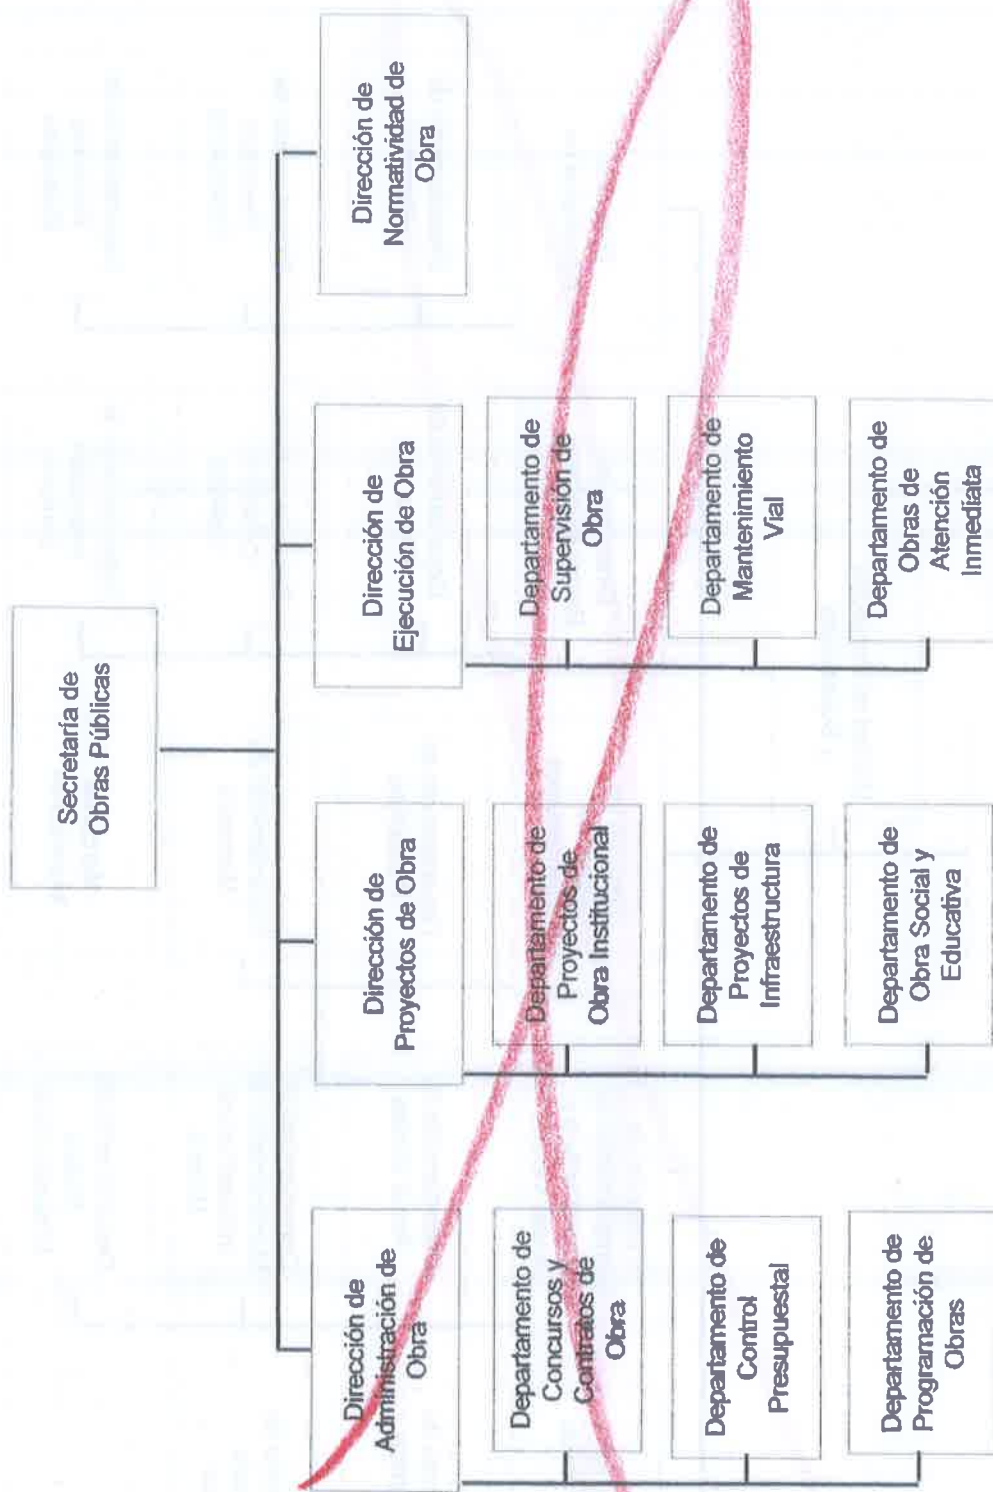 Secretaría de
Obras Públicas
Dirección de
Administración de
Obra
Departamento de
Concursos y
Contratos de
Obra
Departamento de
Control
Presupuestal
Departamento de
Programación de
Obras
Dirección de
Proyectos de Obra
Departamento de
Proyectos de
Obra Institucional
Departamento de
Proyectos de
Infraestructura
Departamento de
Obra Social y
Educativa
Dirección de
Ejecución de Obra
Departamento de
Supervisión de
Obra
Departamento de
Mantenimiento
Vial
Departamento de
Obras de
Atención
Inmediata
Dirección de
Normatividad de
Obra